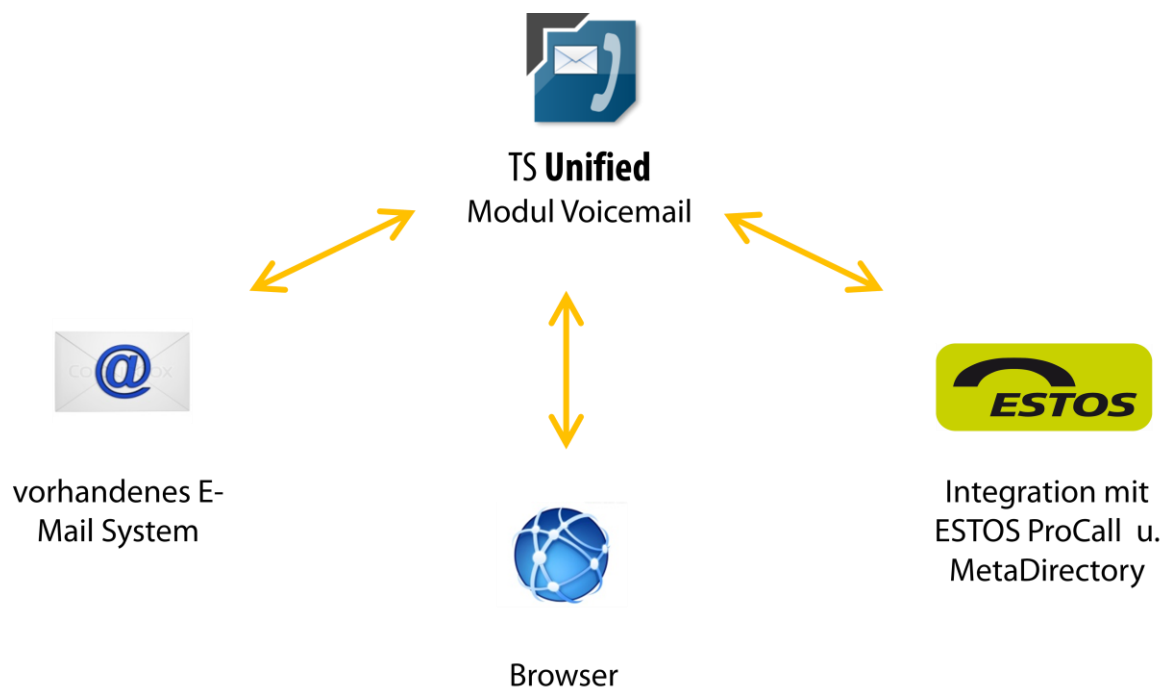 TS Unified
Modul Voicemail
@
ESTOS
vorhandenes E-
Mail System
Integration mit
ESTOS ProCall u.
MetaDirectory
Browser